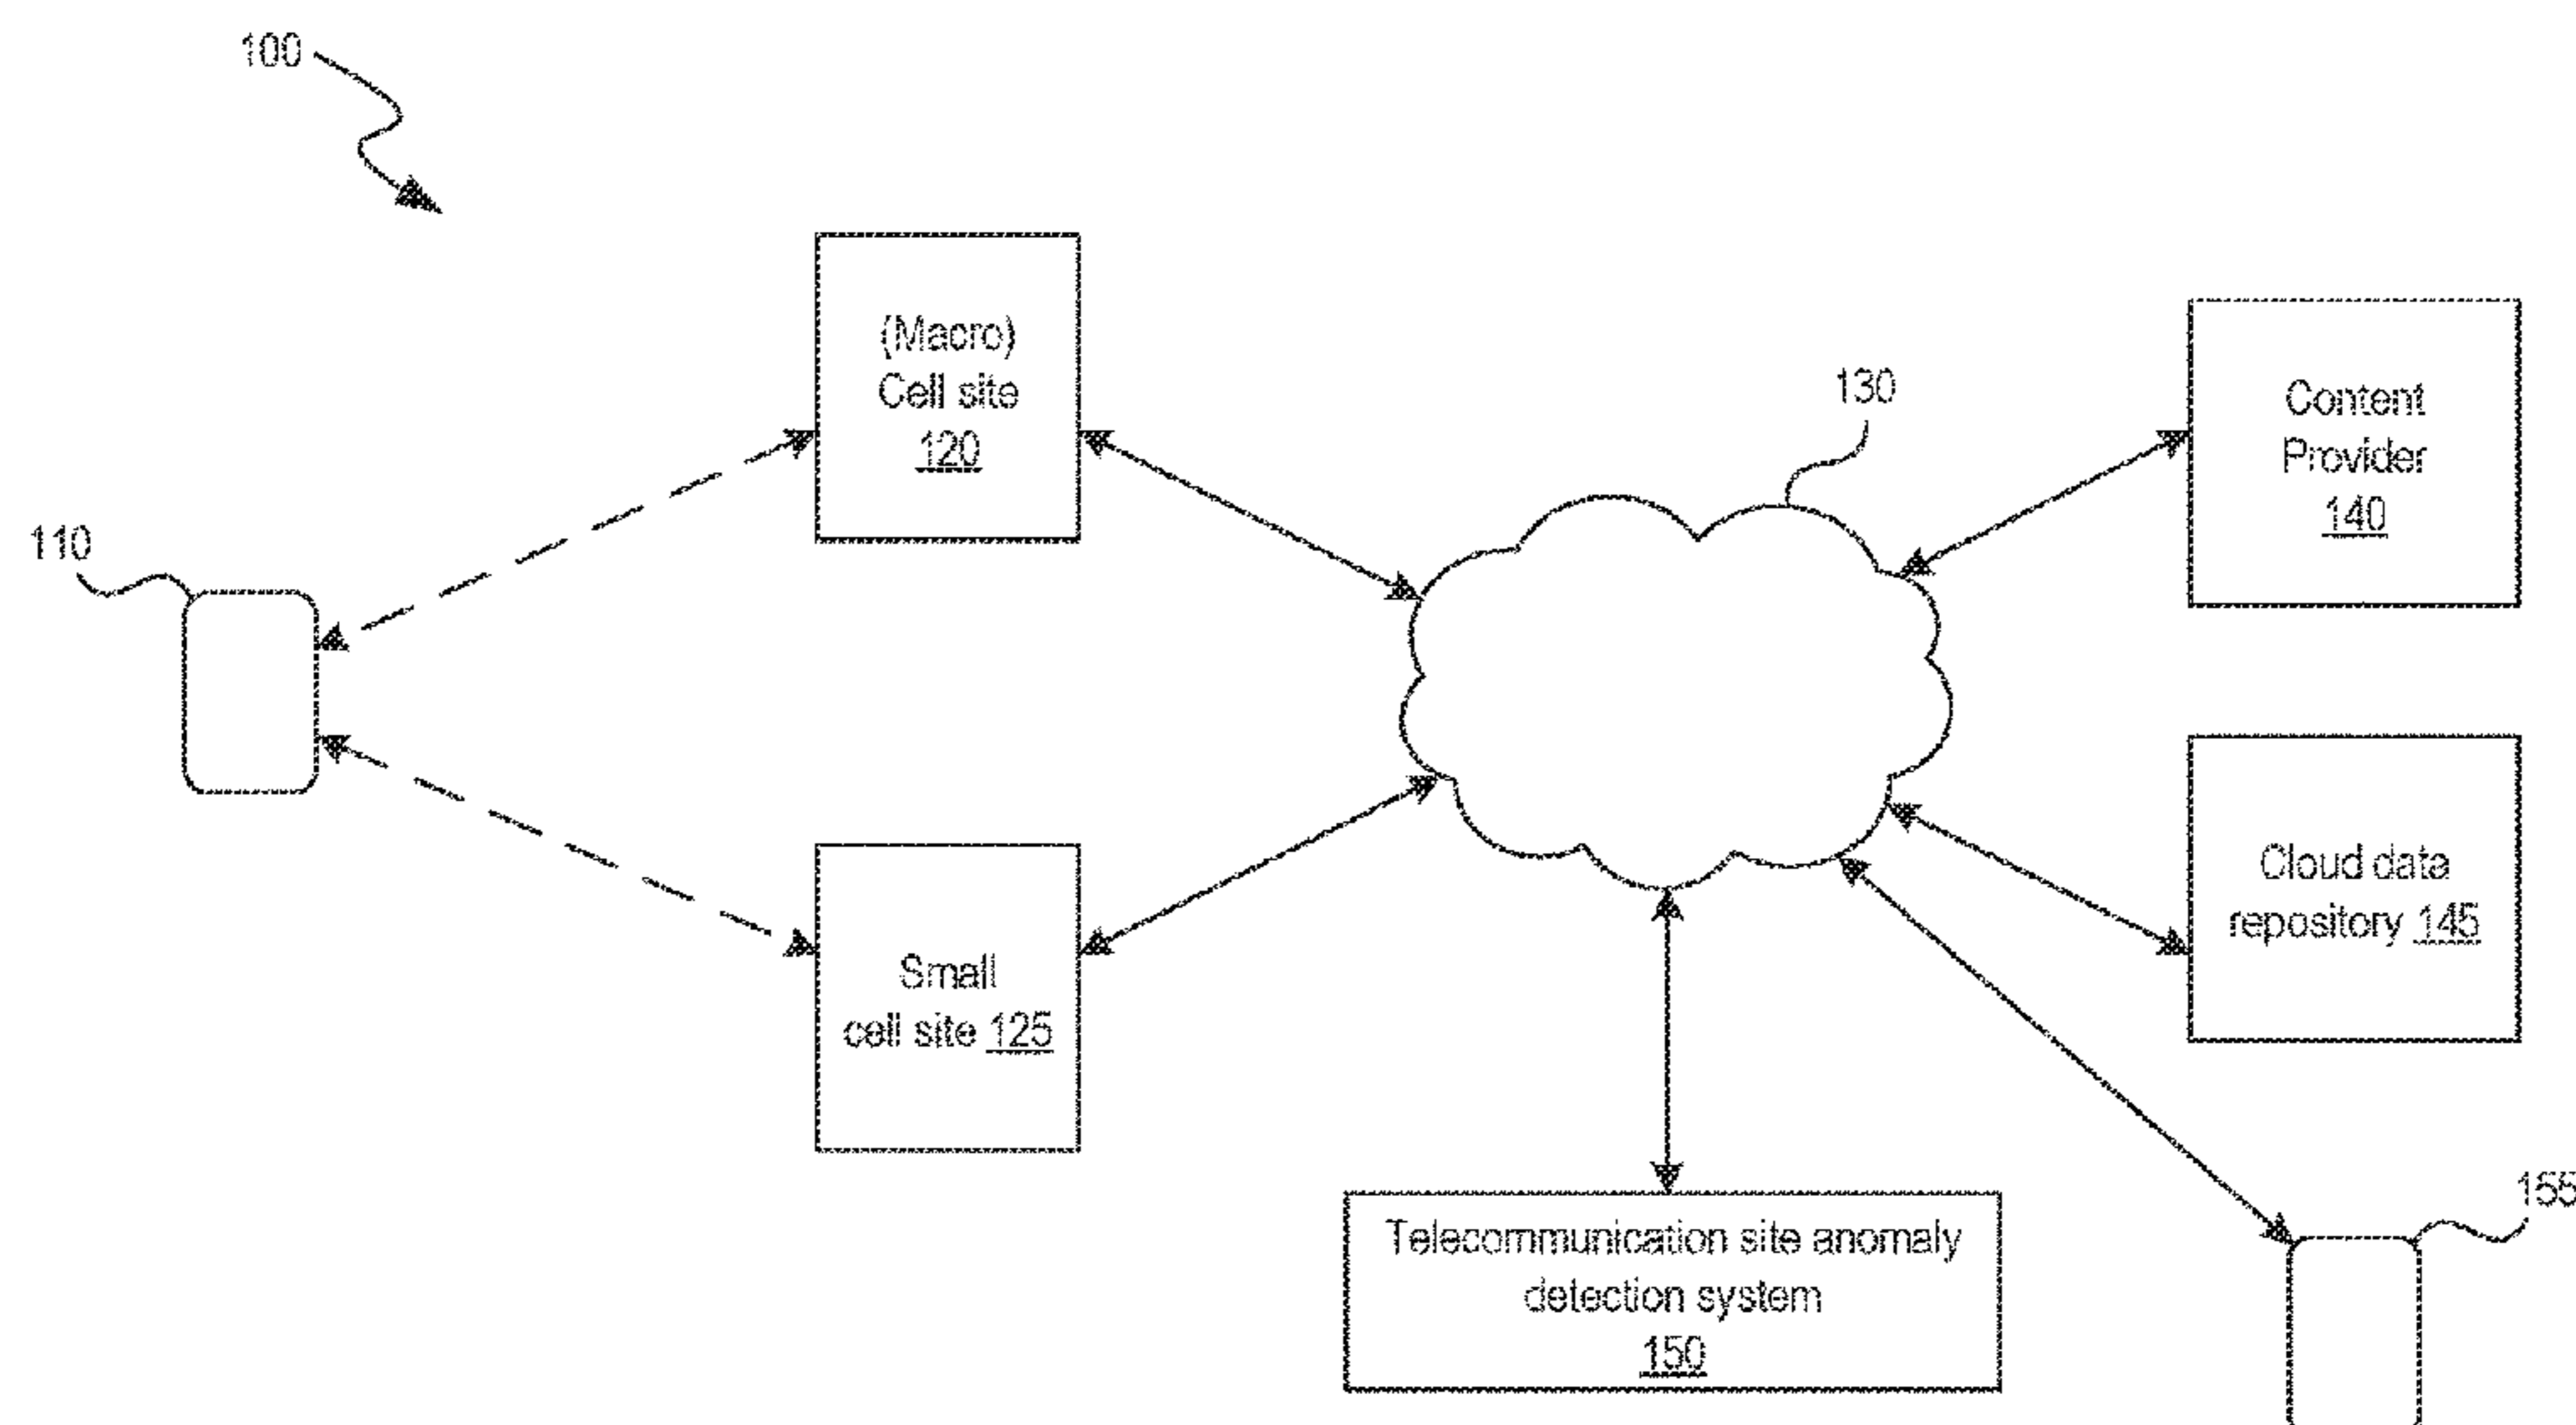 100
(Macro)
Cell site
120
130
Content
Provider
140
110
Cloud data
repository 145
Small
cell site 125
155
Telecommunication site anomaly
detection system
150